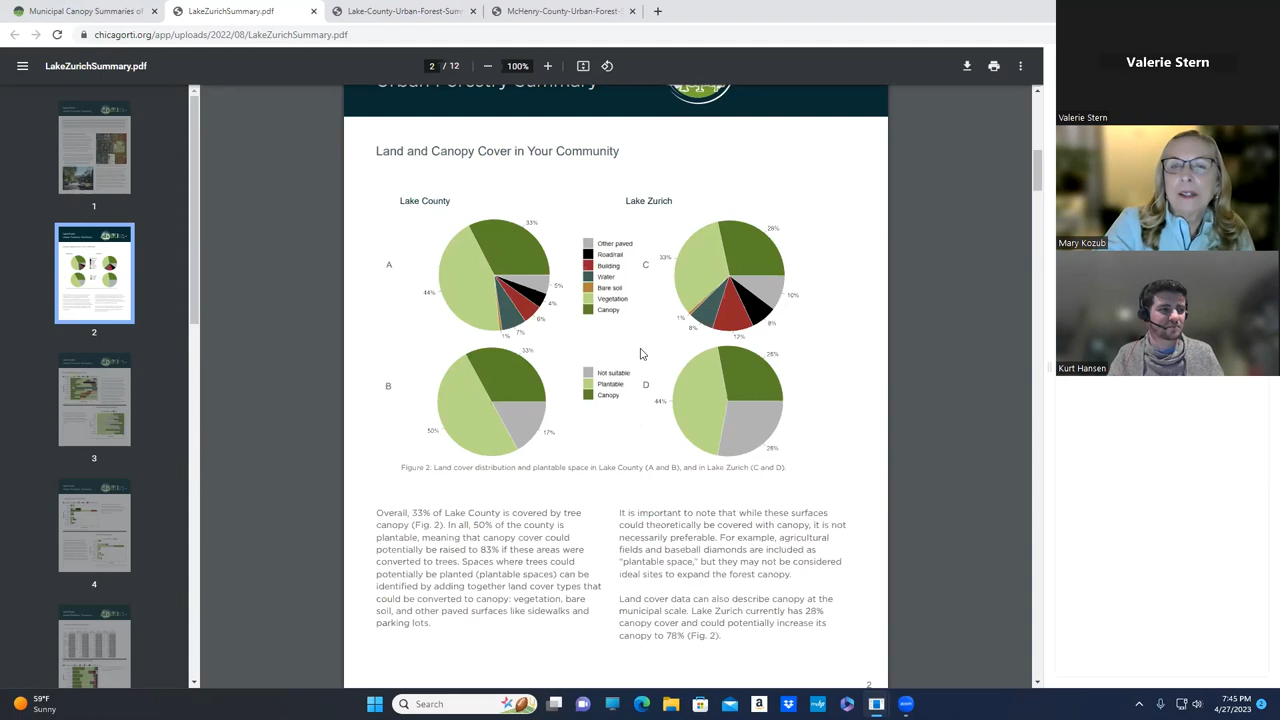 Municipal Canopy Summaries of
LakeZurichSummary.pdf
Lake-County-Urban-Forest-Summ
McHenry-County-Urban-Forest-S
chicagorti.org/app/uploads/2022/08/LakeZurichSummary.pdf
LakeZurichSummary.pdf
2 / 12
100%
1
2
3
4
Urban Forestry Summary
Land and Canopy Cover in Your Community
Lake County
Lake Zurich
A
33%
5%
4%
6%
7%
1%
44%
Other paved
Road/rail
Building
Water
Bare soil
Vegetation
Canopy
C
28%
10%
8%
12%
8%
1%
33%
B
33%
17%
50%
Not suitable
Plantable
Canopy
D
28%
28%
44%
Figure 2: Land cover distribution and plantable space in Lake County (A and B), and in Lake Zurich (C and D).
Overall, 33% of Lake County is covered by tree
canopy (Fig. 2). In all, 50% of the county is
plantable, meaning that canopy cover could
potentially be raised to 83% if these areas were
converted to trees. Spaces where trees could
potentially be planted (plantable spaces) can be
identified by adding together land cover types that
could be converted to canopy: vegetation, bare
soil, and other paved surfaces like sidewalks and
parking lots.
It is important to note that while these surfaces
could theoretically be covered with canopy, it is not
necessarily preferable. For example, agricultural
fields and baseball diamonds are included as
“plantable space,” but they may not be considered
ideal sites to expand the forest canopy.
Land cover data can also describe canopy at the
municipal scale. Lake Zurich currently has 28%
canopy cover and could potentially increase its
canopy to 78% (Fig. 2).
2
Valerie Stern
Valerie Stern
Mary Kozub
Kurt Hansen
59°F
Sunny
Search
7:45 PM
4/27/2023